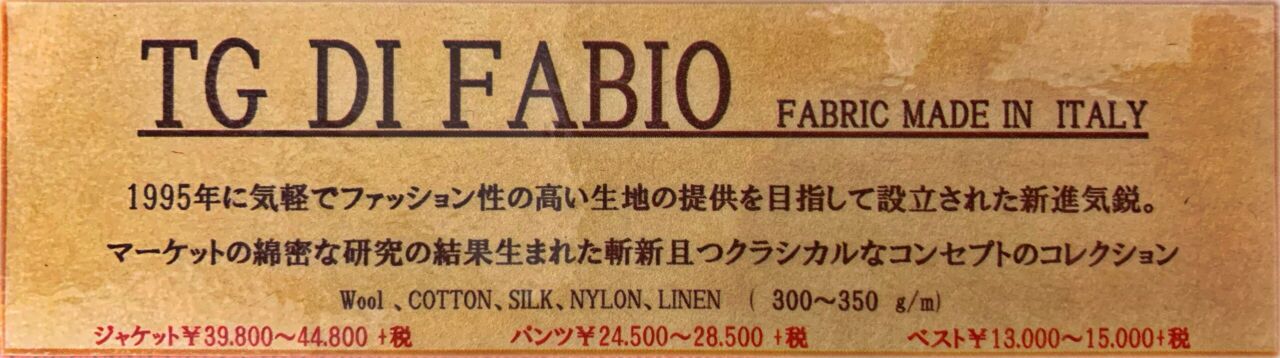 TG DI FABIO FABRIC MADE IN ITALY
1995年に気軽でファッション性の高い生地の提供を目指して設立された新進気鋭。
マーケットの綿密な研究の結果生まれた斬新且つクラシカルなコンセプトのコレクション
Wool 、COTTON、SILK、NYLON、LINEN ( 300～350 g/m)
ジャケット￥39.800～44.800 +税 パンツ￥24.500～28.500 +税 ベスト￥13.000～15.000+税